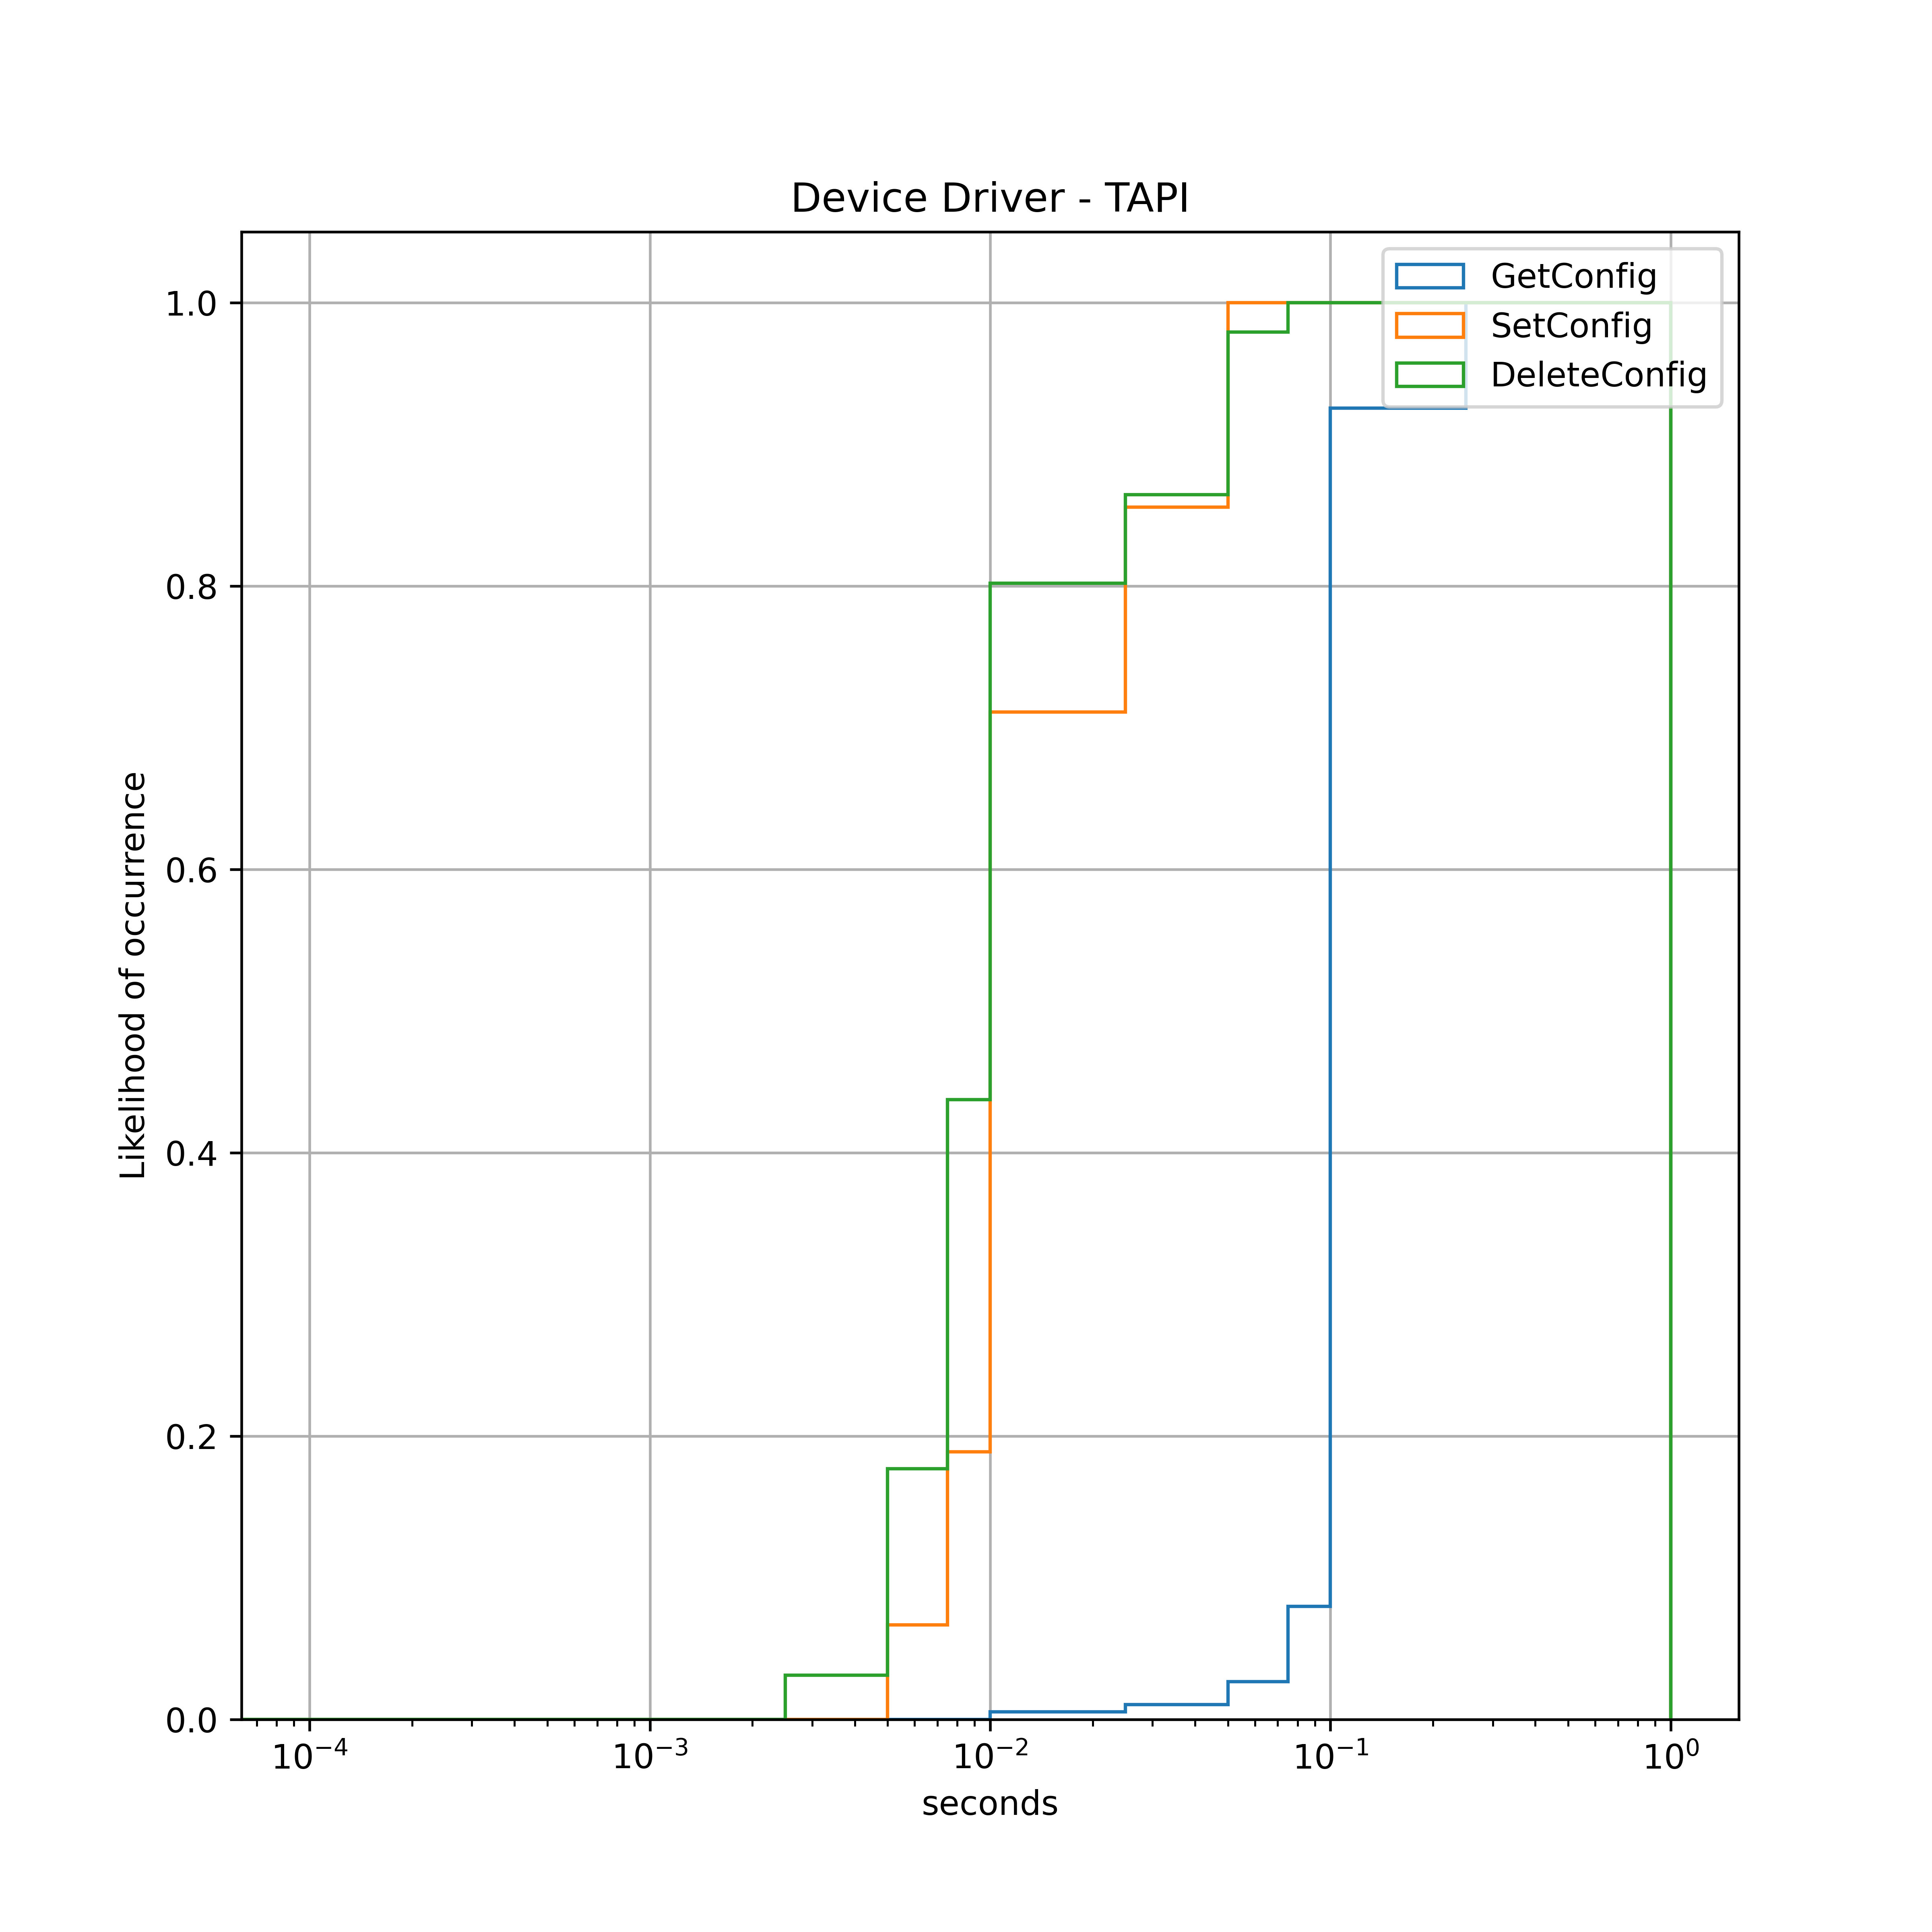 Device Driver - TAPI
GetConfig
SetConfig
DeleteConfig
1.0
0.8
0.6
0.4
0.2
0.0
Likelihood of occurrence
10⁻⁴ 10⁻³ 10⁻² 10⁻¹ 10⁰
seconds